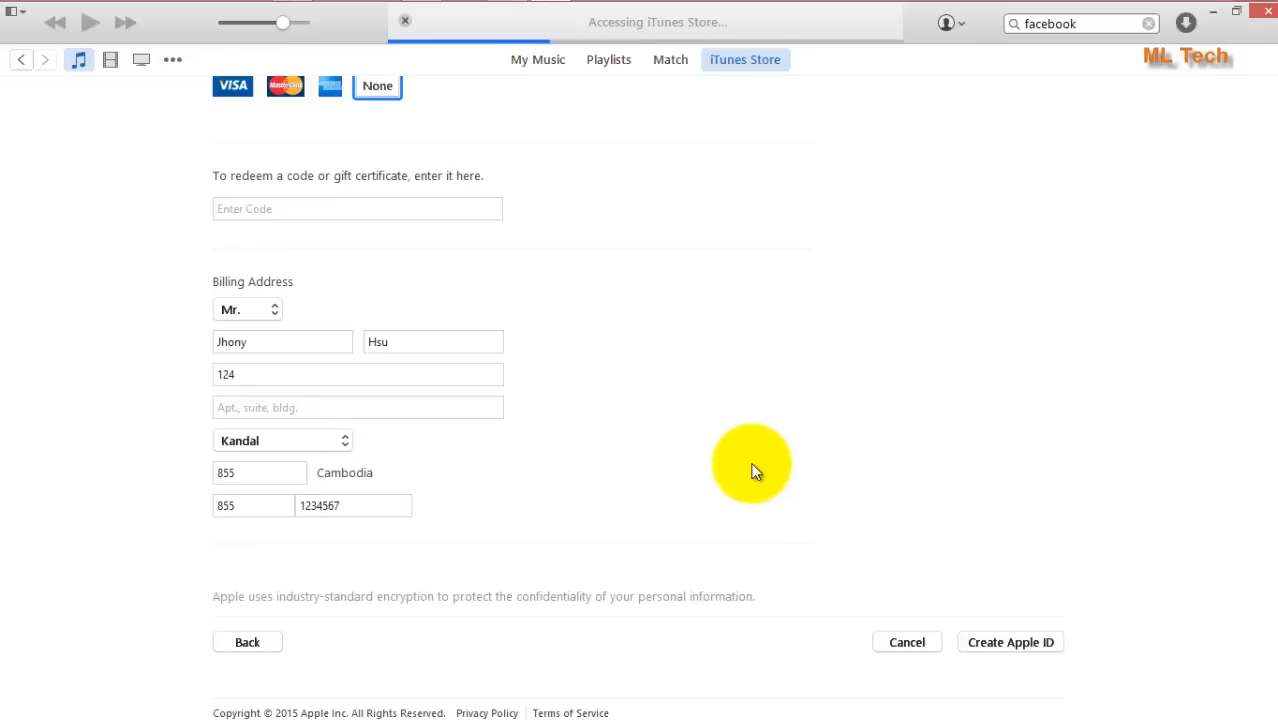 Accessing iTunes Store...
facebook
My Music
Playlists
Match
iTunes Store
ML Tech
VISA
MasterCard
None
To redeem a code or gift certificate, enter it here.
Enter Code
Billing Address
Mr.
Jhony
Hsu
124
Apt., suite, bldg.
Kandal
855
Cambodia
855
1234567
Apple uses industry-standard encryption to protect the confidentiality of your personal information.
Back
Cancel
Create Apple ID
Copyright © 2015 Apple Inc. All Rights Reserved.
Privacy Policy
Terms of Service